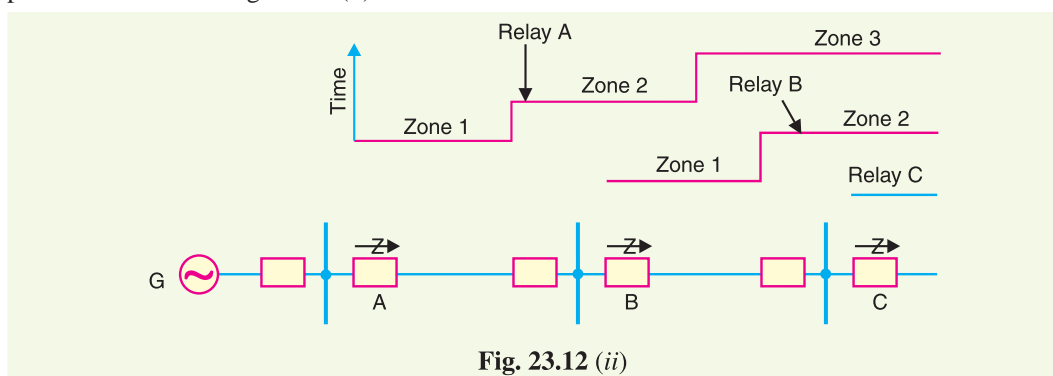 Relay A
Zone 3
Time
Zone 2
Relay B
Zone 1
Zone 2
Zone 1
Relay C
Z
Z
Z
G
A
B
C
Fig. 23.12 (ii)